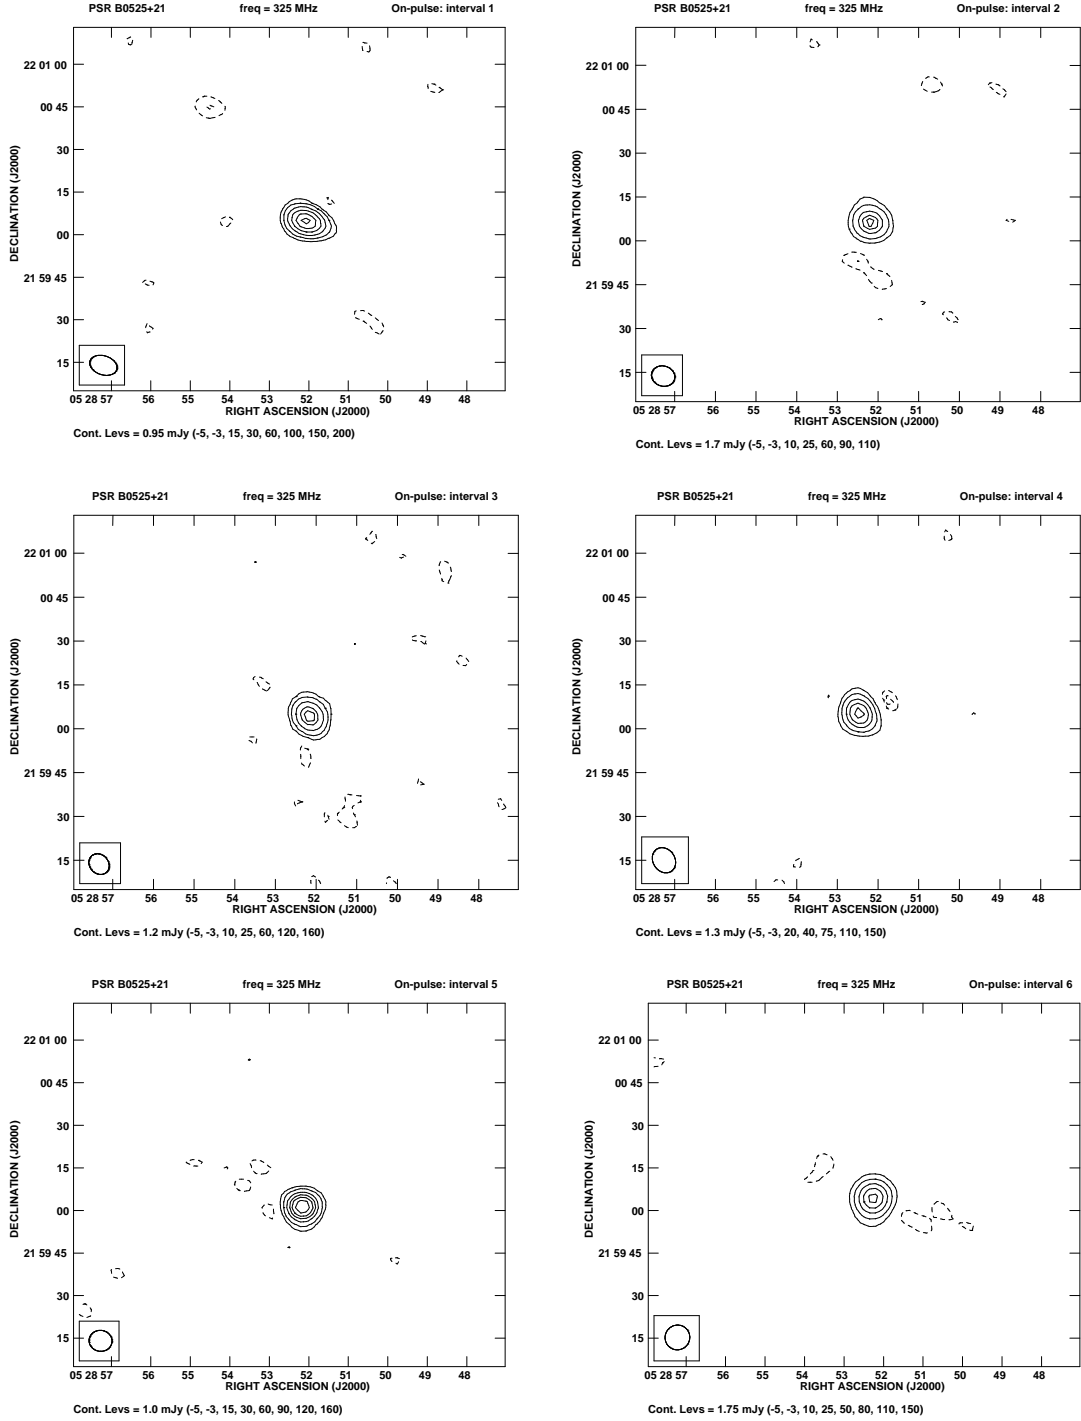 PSR B0525+21 freq = 325 MHz On-pulse: interval 1
22 01 00
00 45
30
15
00
21 59 45
30
15
DECLINATION (J2000)
05 28 57 56 55 54 53 52 51 50 49 48
RIGHT ASCENSION (J2000)
Cont. Levs = 0.95 mJy (-5, -3, 15, 30, 60, 100, 150, 200)
PSR B0525+21 freq = 325 MHz On-pulse: interval 2
22 01 00
00 45
30
15
00
21 59 45
30
15
DECLINATION (J2000)
05 28 57 56 55 54 53 52 51 50 49 48
RIGHT ASCENSION (J2000)
Cont. Levs = 1.7 mJy (-5, -3, 10, 25, 60, 90, 110)
PSR B0525+21 freq = 325 MHz On-pulse: interval 3
22 01 00
00 45
30
15
00
21 59 45
30
15
DECLINATION (J2000)
05 28 57 56 55 54 53 52 51 50 49 48
RIGHT ASCENSION (J2000)
Cont. Levs = 1.2 mJy (-5, -3, 10, 25, 60, 120, 160)
PSR B0525+21 freq = 325 MHz On-pulse: interval 4
22 01 00
00 45
30
15
00
21 59 45
30
15
DECLINATION (J2000)
05 28 57 56 55 54 53 52 51 50 49 48
RIGHT ASCENSION (J2000)
Cont. Levs = 1.3 mJy (-5, -3, 20, 40, 75, 110, 150)
PSR B0525+21 freq = 325 MHz On-pulse: interval 5
22 01 00
00 45
30
15
00
21 59 45
30
15
DECLINATION (J2000)
05 28 57 56 55 54 53 52 51 50 49 48
RIGHT ASCENSION (J2000)
Cont. Levs = 1.0 mJy (-5, -3, 15, 30, 60, 90, 120, 160)
PSR B0525+21 freq = 325 MHz On-pulse: interval 6
22 01 00
00 45
30
15
00
21 59 45
30
15
DECLINATION (J2000)
05 28 57 56 55 54 53 52 51 50 49 48
RIGHT ASCENSION (J2000)
Cont. Levs = 1.75 mJy (-5, -3, 10, 25, 50, 80, 110, 150)